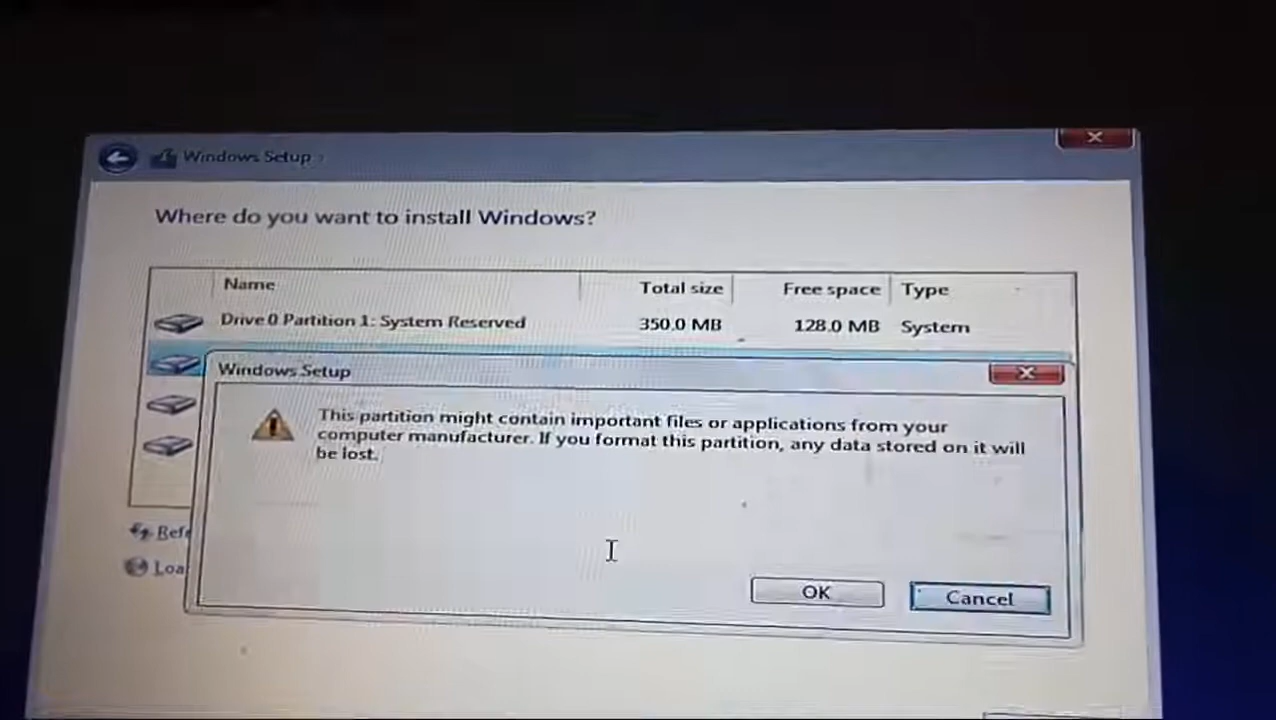 Windows Setup
Where do you want to install Windows?
Name Total size Free space Type
Drive 0 Partition 1: System Reserved 350.0 MB 128.0 MB System
Windows Setup
This partition might contain important files or applications from your
computer manufacturer. If you format this partition, any data stored on it will
be lost.
OK Cancel
Refr
Loa